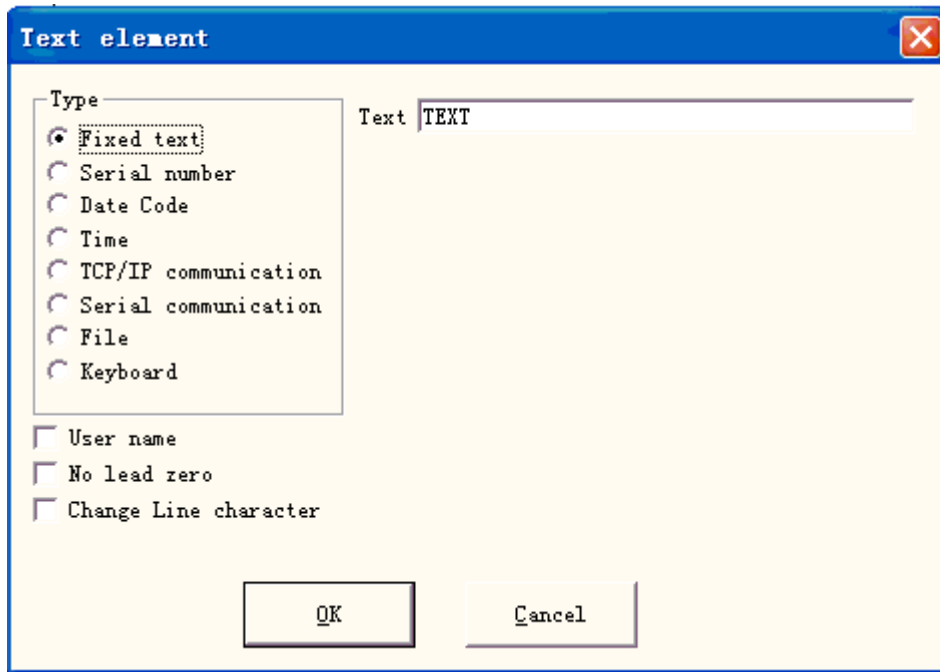 Text element
Type
Fixed text
Serial number
Date Code
Time
TCP/IP communication
Serial communication
File
Keyboard
Text TEXT
User name
No lead zero
Change Line character
OK Cancel